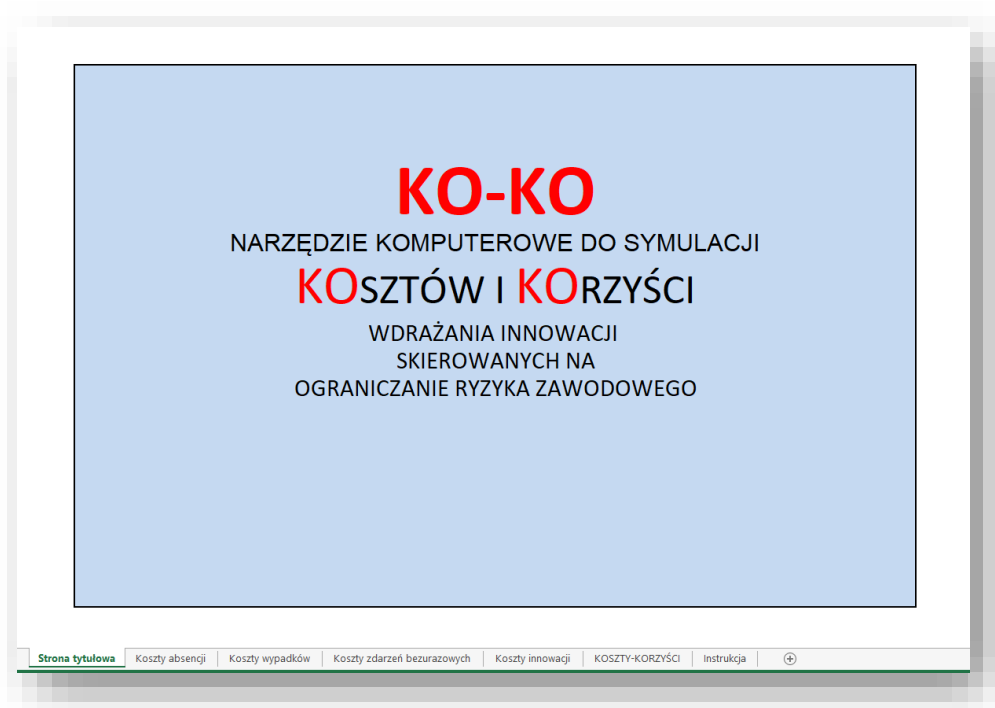 KO-KO
NARZĘDZIE KOMPUTEROWE DO SYMULACJI
KOSZTÓW I KORZYŚCI
WDRAŻANIA INNOWACJI
SKIEROWANYCH NA
OGRANICZANIE RYZYKA ZAWODOWEGO
Strona tytułowa Koszty absencji Koszty wypadków Koszty zdarzeń bezurazowych Koszty innowacji KOSZTY-KORZYŚCI Instrukcja